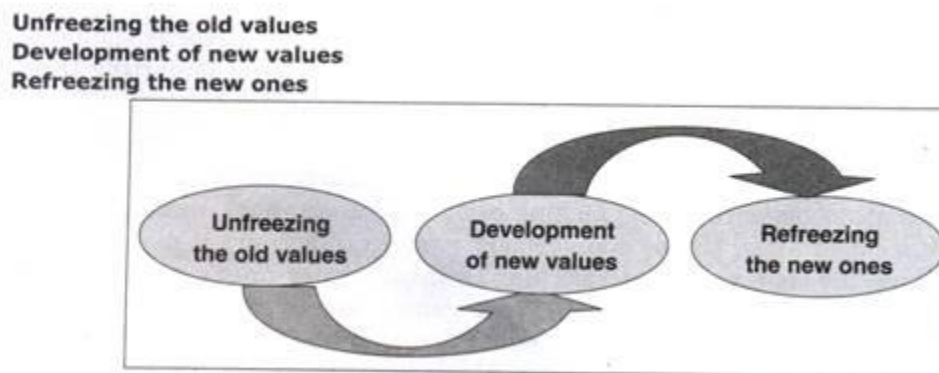 Unfreezing the old values
Development of new values
Refreezing the new ones
Unfreezing
the old values
Development
of new values
Refreezing
the new ones